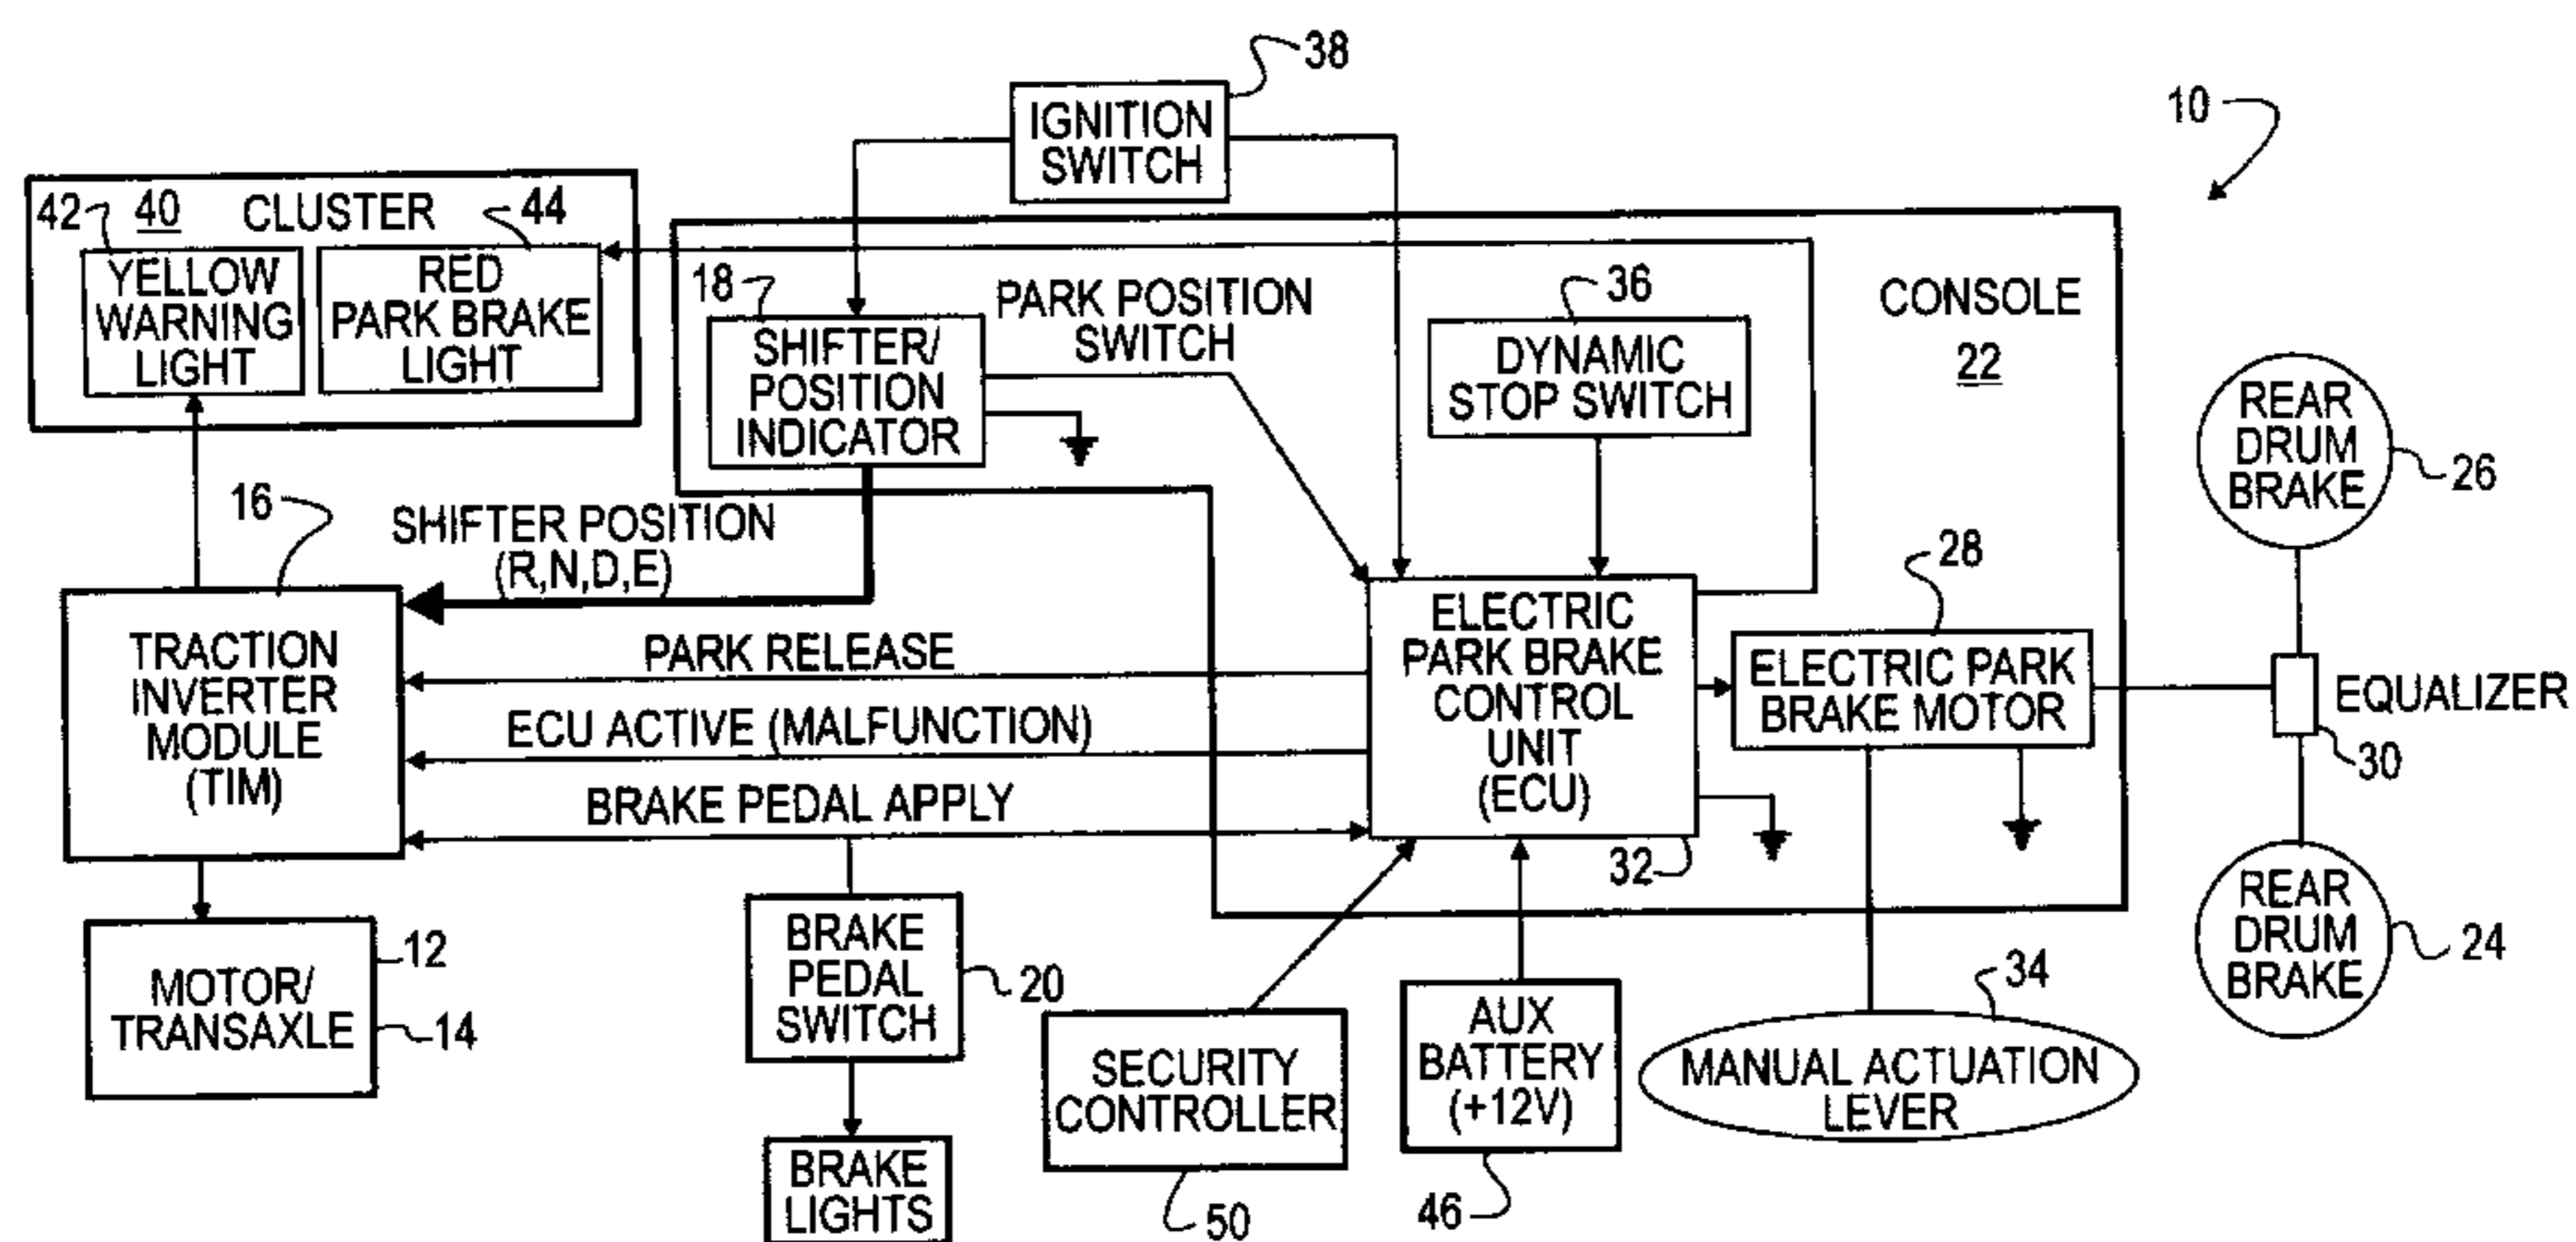 38
IGNITION
SWITCH
10
42
40
CLUSTER
44
YELLOW
WARNING
LIGHT
RED
PARK BRAKE
LIGHT
18
SHIFTER/
POSITION
INDICATOR
PARK POSITION
SWITCH
36
DYNAMIC
STOP SWITCH
CONSOLE
22
REAR
DRUM
BRAKE
26
16
SHIFTER POSITION
(R,N,D,E)
28
TRACTION
INVERTER
MODULE
(TIM)
PARK RELEASE
ECU ACTIVE (MALFUNCTION)
BRAKE PEDAL APPLY
ELECTRIC
PARK BRAKE
CONTROL
UNIT
(ECU)
32
ELECTRIC PARK
BRAKE MOTOR
EQUALIZER
30
REAR
DRUM
BRAKE
24
MOTOR/
TRANSAXLE
12
14
BRAKE
PEDAL
SWITCH
20
BRAKE
LIGHTS
SECURITY
CONTROLLER
50
AUX
BATTERY
(+12V)
46
34
MANUAL ACTUATION
LEVER